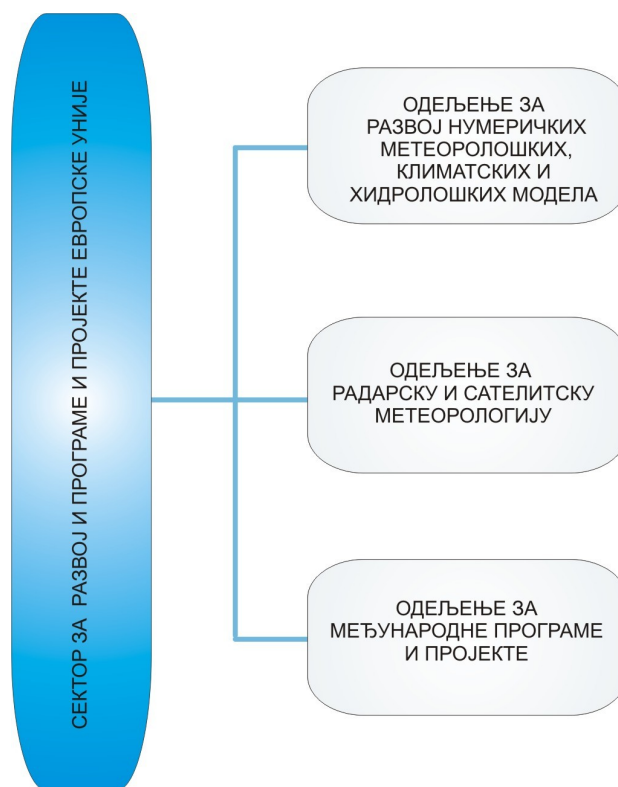 СЕКТОР ЗА РАЗВОЈ И ПРОГРАМЕ И ПРОЈЕКТЕ ЕВРОПСКЕ УНИЈЕ
ОДЕЉЕЊЕ ЗА
РАЗВОЈ НУМЕРИЧКИХ
МЕТЕОРОЛОШКИХ,
КЛИМАТСКИХ И
ХИДРОЛОШКИХ МОДЕЛА
ОДЕЉЕЊЕ ЗА
РАДАРСКУ И САТЕЛИТСКУ
МЕТЕОРОЛОГИЈУ
ОДЕЉЕЊЕ ЗА
МЕЂУНАРОДНЕ ПРОГРАМЕ
И ПРОЈЕКТЕ